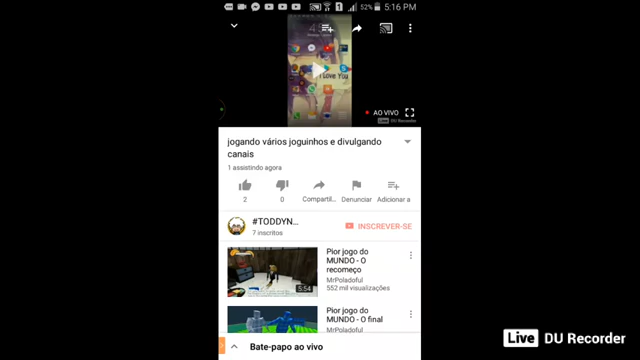 52% 5:16 PM
I Love You
AO VIVO
Live DU Recorder
jogando vários joguinhos e divulgando
canais
1 assistindo agora
2
0
Compartil...
Denunciar
Adicionar a
#TODDYN...
7 inscritos
INSCREVER-SE
Pior jogo do
MUNDO - O
recomeço
MrPoladoful
552 mil visualizações
5:54
Pior jogo do
MUNDO - O final
MrPoladoful
Bate-papo ao vivo
Live DU Recorder